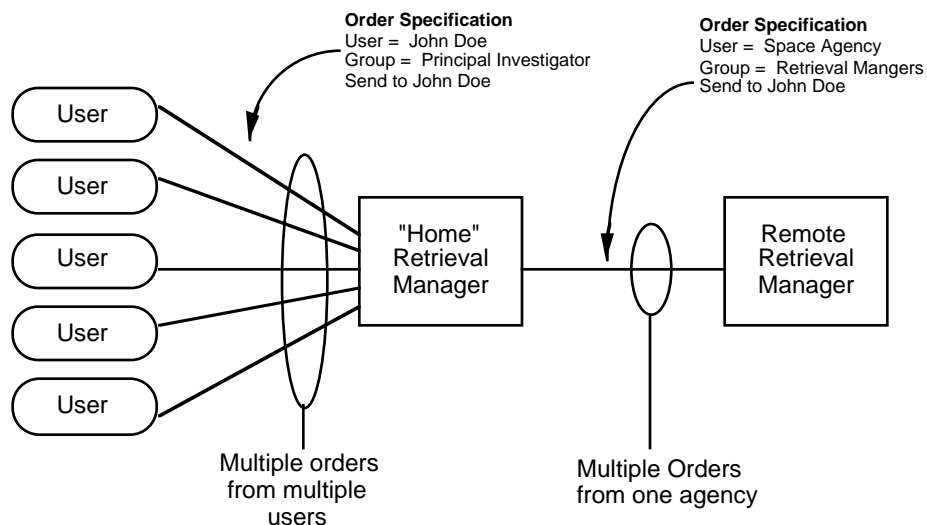 Order Specification
User = John Doe
Group = Principal Investigator
Send to John Doe
Order Specification
User = Space Agency
Group = Retrieval Mangers
Send to John Doe
User
User
User
User
User
"Home"
Retrieval
Manager
Remote
Retrieval
Manager
Multiple orders
from multiple
users
Multiple Orders
from one agency